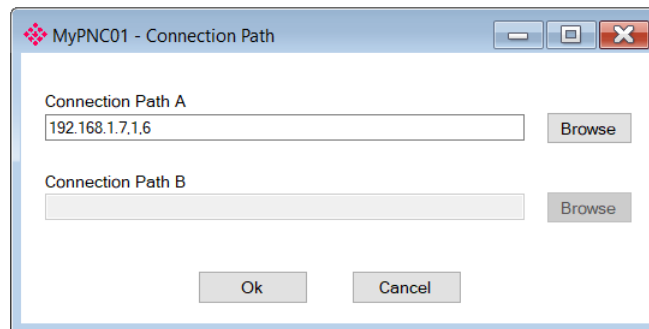 MyPNC01 - Connection Path
Connection Path A
192.168.1.7,1,6
Browse
Connection Path B
Browse
Ok
Cancel